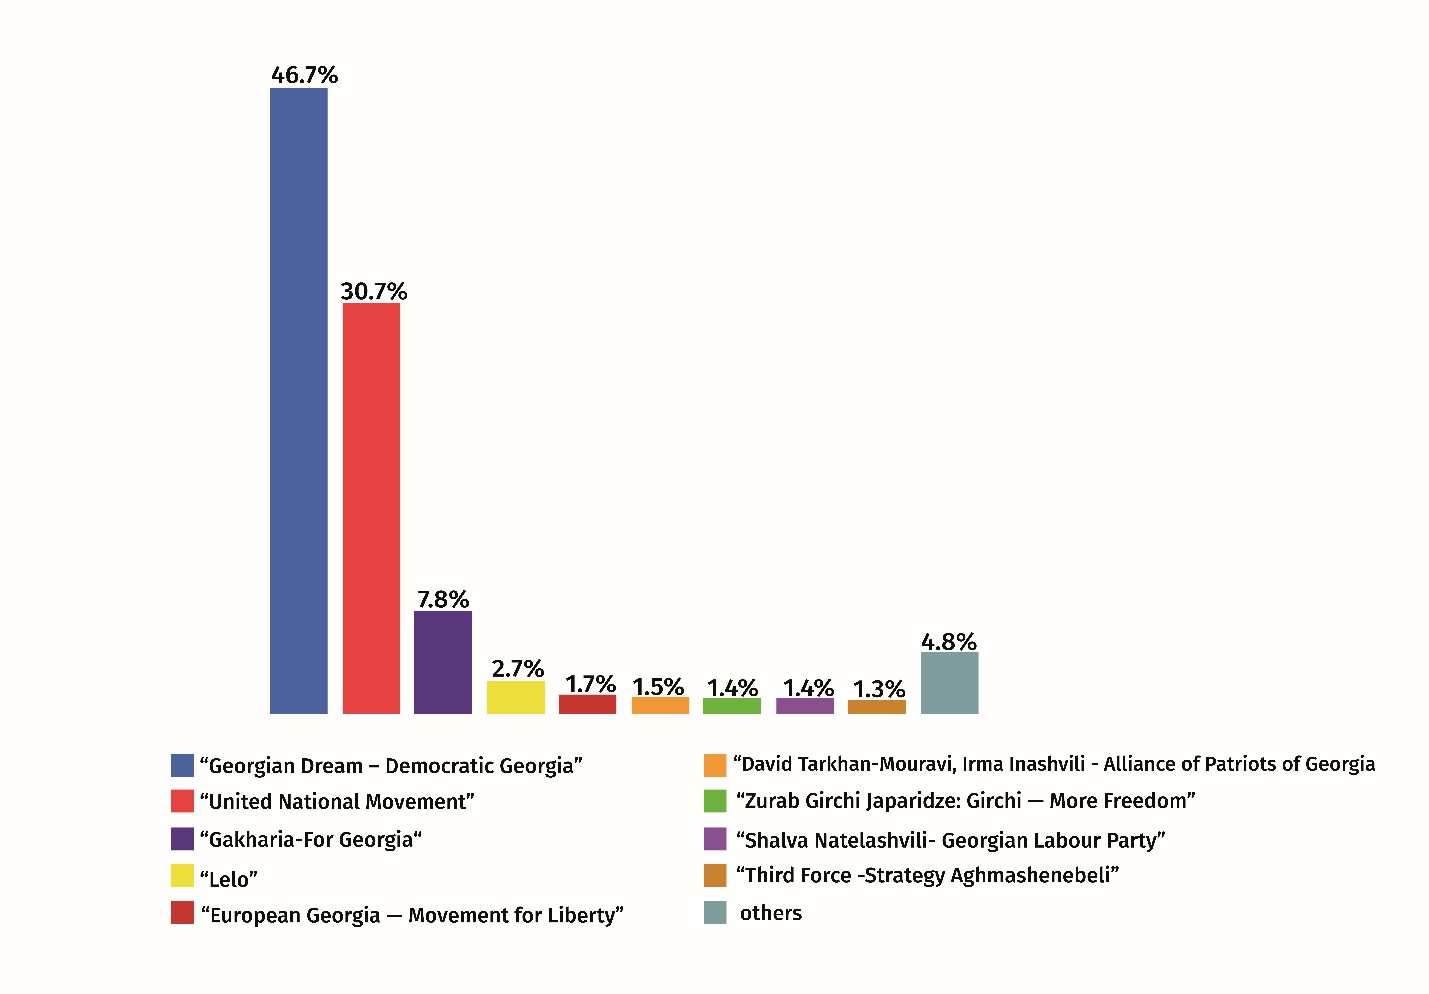 46.7%
30.7%
7.8%
2.7%
1.7%
1.5%
1.4%
1.4%
1.3%
4.8%
“Georgian Dream – Democratic Georgia”
“United National Movement”
“Gakharia-For Georgia“
“Lelo”
“European Georgia — Movement for Liberty”
“David Tarkhan-Mouravi, Irma Inashvili - Alliance of Patriots of Georgia
“Zurab Girchi Japaridze: Girchi — More Freedom”
“Shalva Natelashvili- Georgian Labour Party”
“Third Force -Strategy Aghmashenebeli”
others